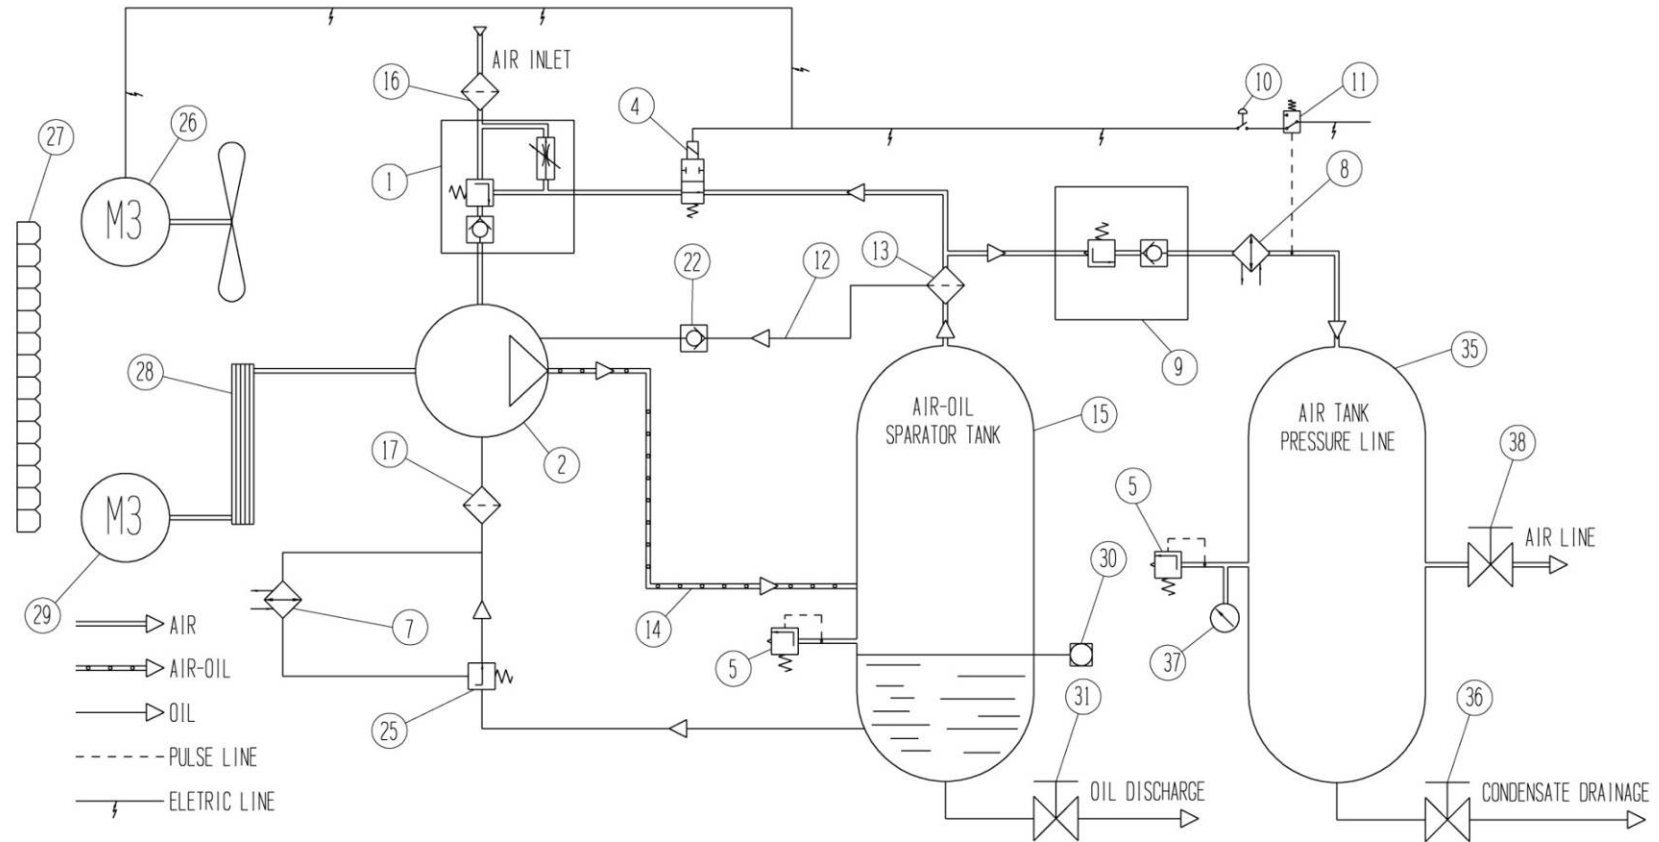 AIR INLET
16
4
10
11
26
27
1
8
M3
22
12
13
9
28
35
AIR-OIL
SPARATOR TANK
15
AIR TANK
PRESSURE LINE
17
2
38
5
AIR LINE
M3
30
29
7
14
5
37
AIR
AIR-OIL
OIL
25
31
36
PULSE LINE
OIL DISCHARGE
CONDENSATE DRAINAGE
ELETRIC LINE